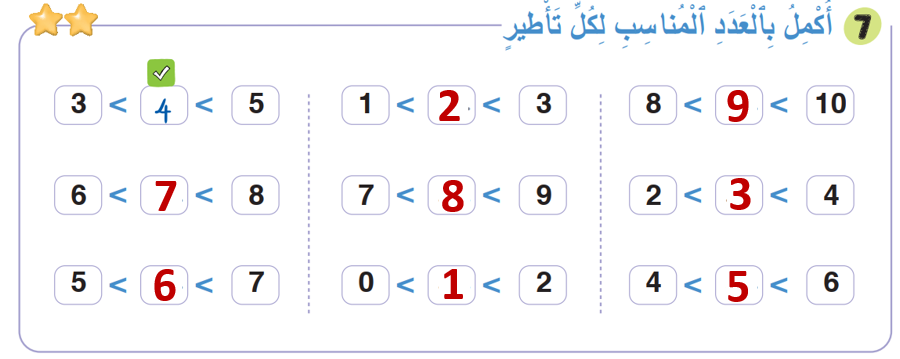 7 أُكْمِلُ بِٱلْعَدَدِ ٱلْمُنَاسِبِ لِكُلِّ تَأْطيرٍ
3 < 4 < 5
1 < 2 < 3
8 < 9 < 10
6 < 7 < 8
7 < 8 < 9
2 < 3 < 4
5 < 6 < 7
0 < 1 < 2
4 < 5 < 6